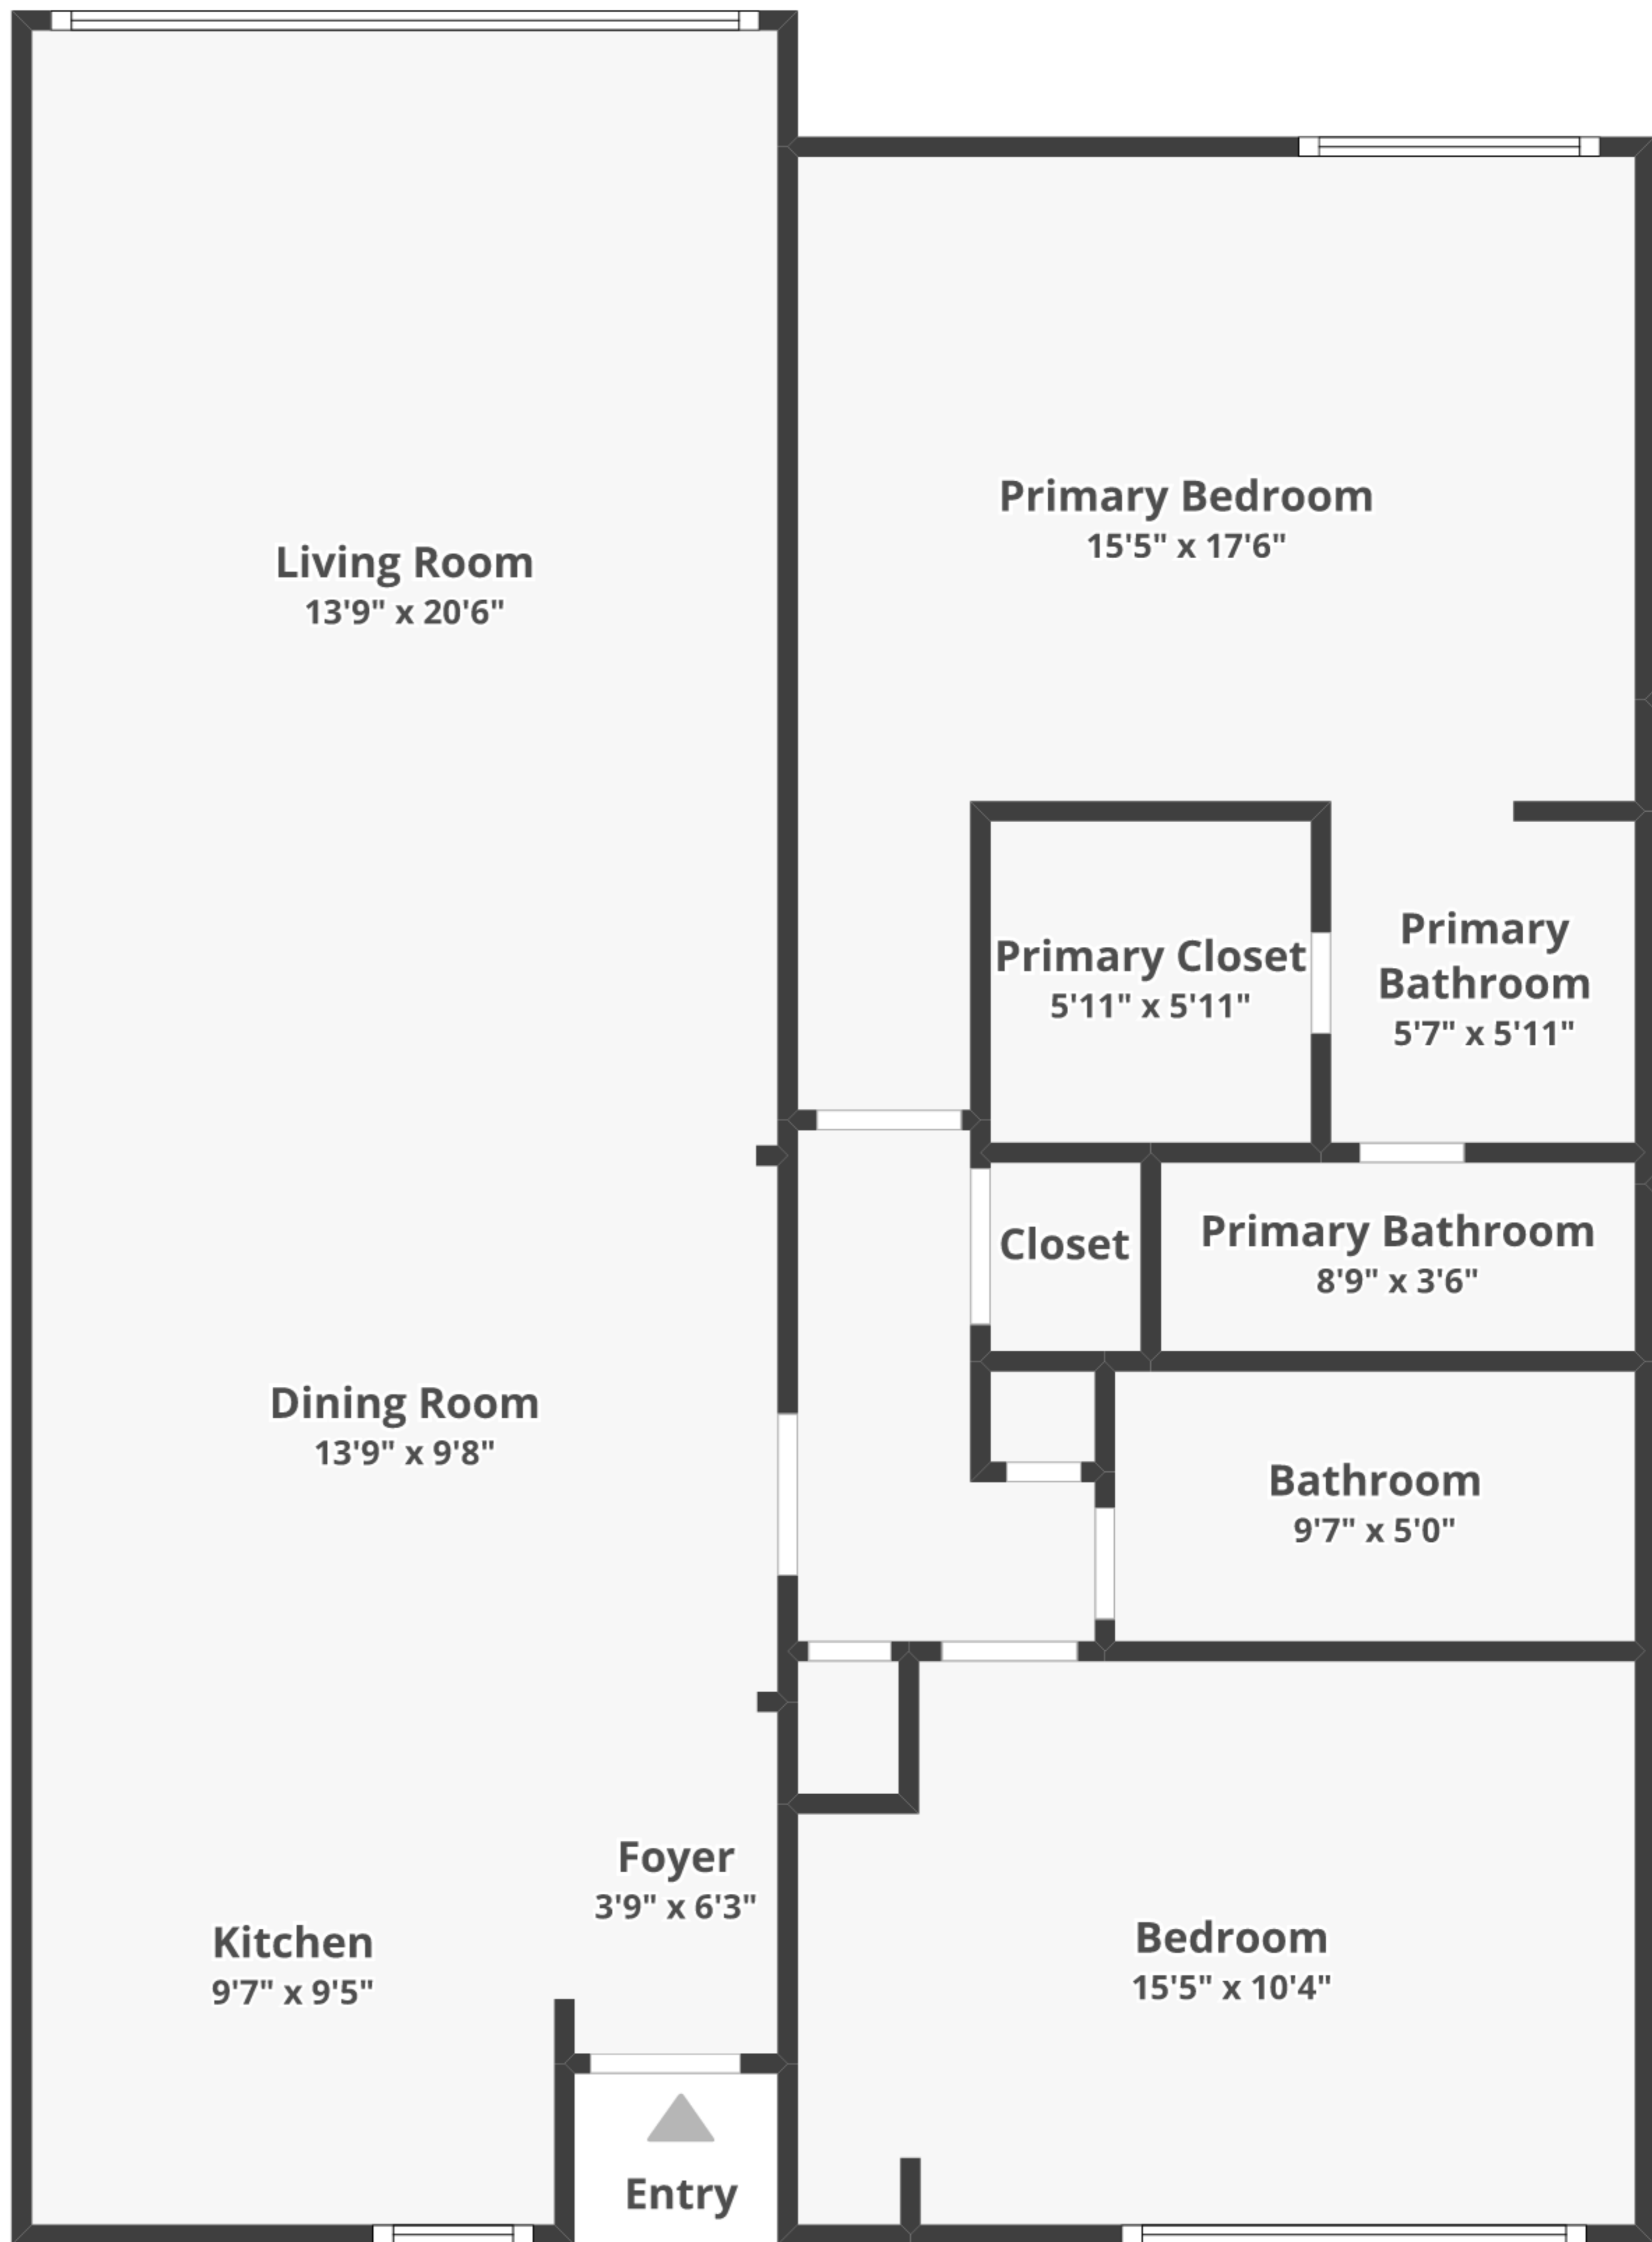 Primary Bedroom
15'5" x 17'6"
Living Room
13'9" x 20'6"
Primary Closet
5'11" x 5'11"
Primary
Bathroom
5'7" x 5'11"
Closet
Primary Bathroom
8'9" x 3'6"
Dining Room
13'9" x 9'8"
Bathroom
9'7" x 5'0"
Foyer
3'9" x 6'3"
Kitchen
9'7" x 9'5"
Bedroom
15'5" x 10'4"
Entry